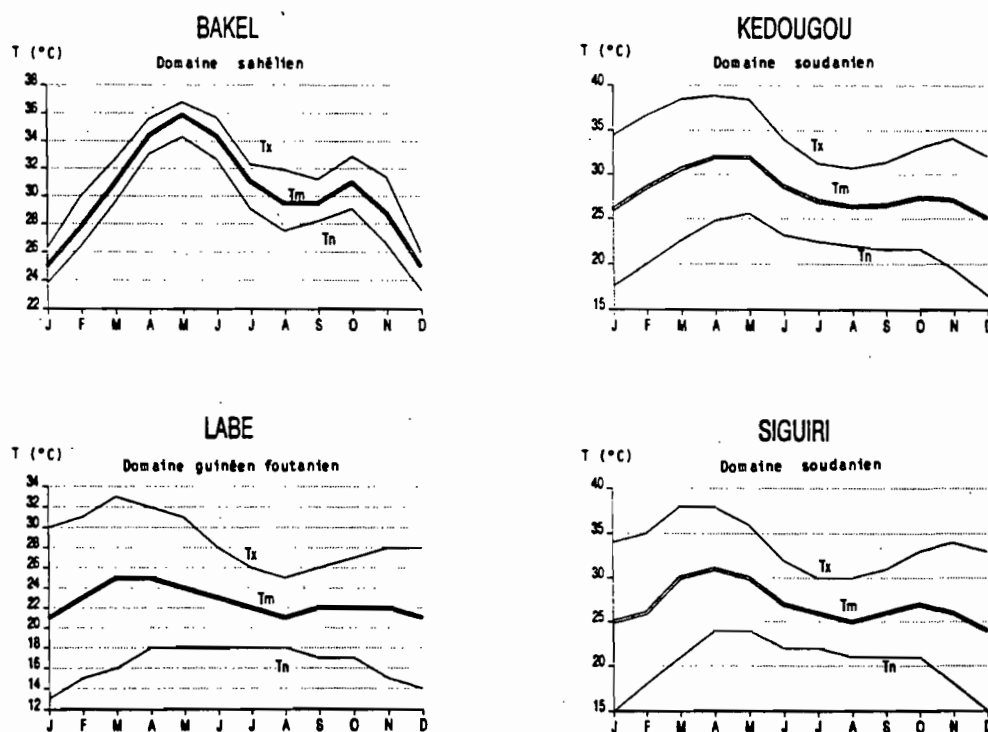 BAKEL
T (°C)
Domaine sahélien
38
36
34
32
30
28
26
24
22
Tx
Tm
Tn
J F M A M J J A S O N D
KEDOUGOU
T (°C)
Domaine soudanien
40
35
30
25
20
15
Tx
Tm
Tn
J F M A M J J A S O N D
LABE
T (°C)
Domaine guinéen foutanien
34
32
30
28
26
24
22
21
18
16
14
12
Tx
Tm
Tn
J F M A M J J A S O N D
SIGUIRI
T (°C)
Domaine soudanien
40
35
30
25
20
15
Tx
Tm
Tn
J F M A M J J A S O N D